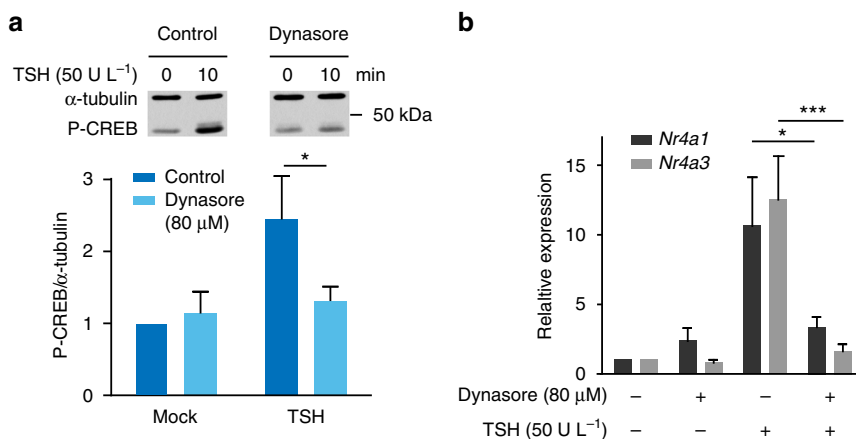 a
Control Dynasore
TSH (50 U L⁻¹) 0 10 0 10 min
α-tubulin
50 kDa
P-CREB
*
Control
Dynasore
(80 μM)
P-CREB/α-tubulin
3
2
1
0
Mock TSH
b
***
*
Nr4a1
Nr4a3
Relaltive expression
15
10
5
0
Dynasore (80 μM) – + – +
TSH (50 U L⁻¹) – – + +